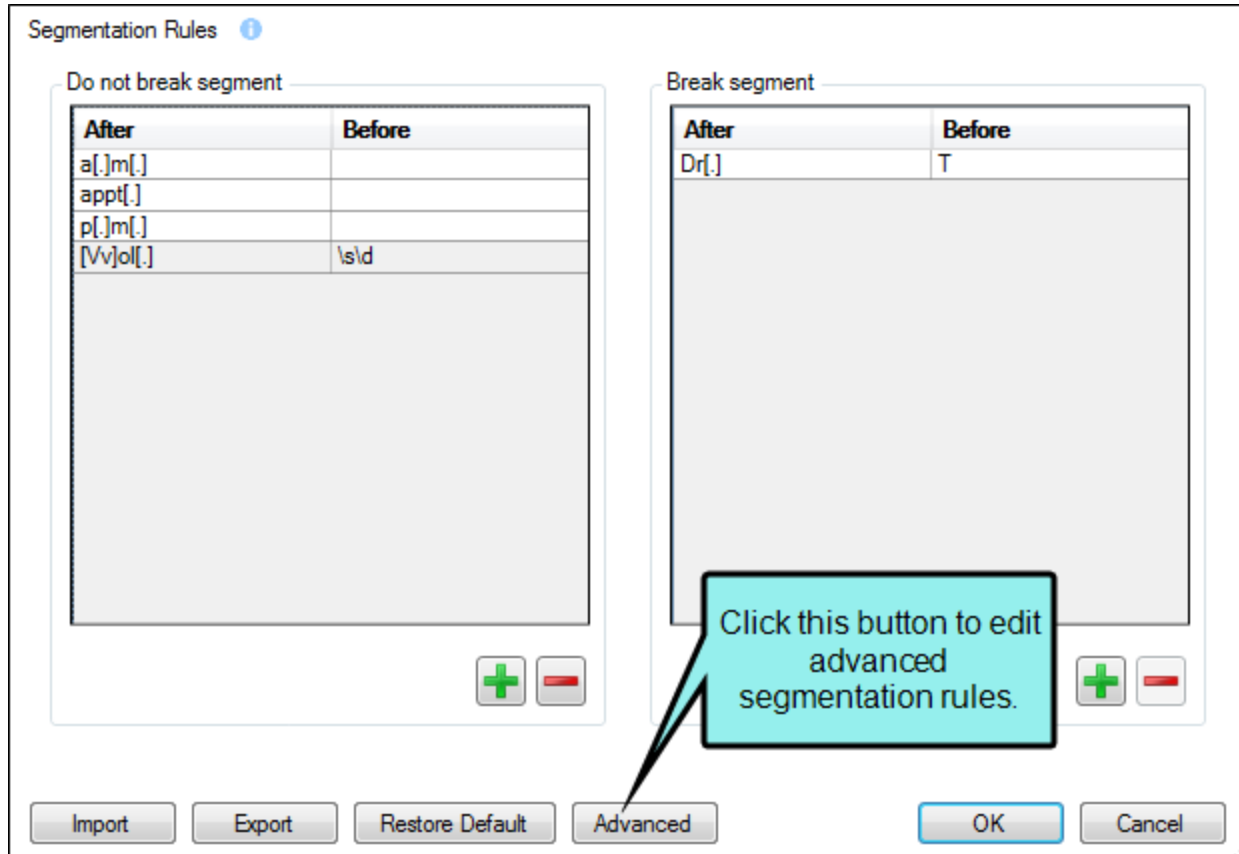 Segmentation Rules
Do not break segment
After Before
a[.]m[.]
appt[.]
p[.]m[.]
[Vv]ol[.] \s\d
Break segment
After Before
Dr[.] T
Click this button to edit
advanced
segmentation rules.
Import Export Restore Default Advanced OK Cancel